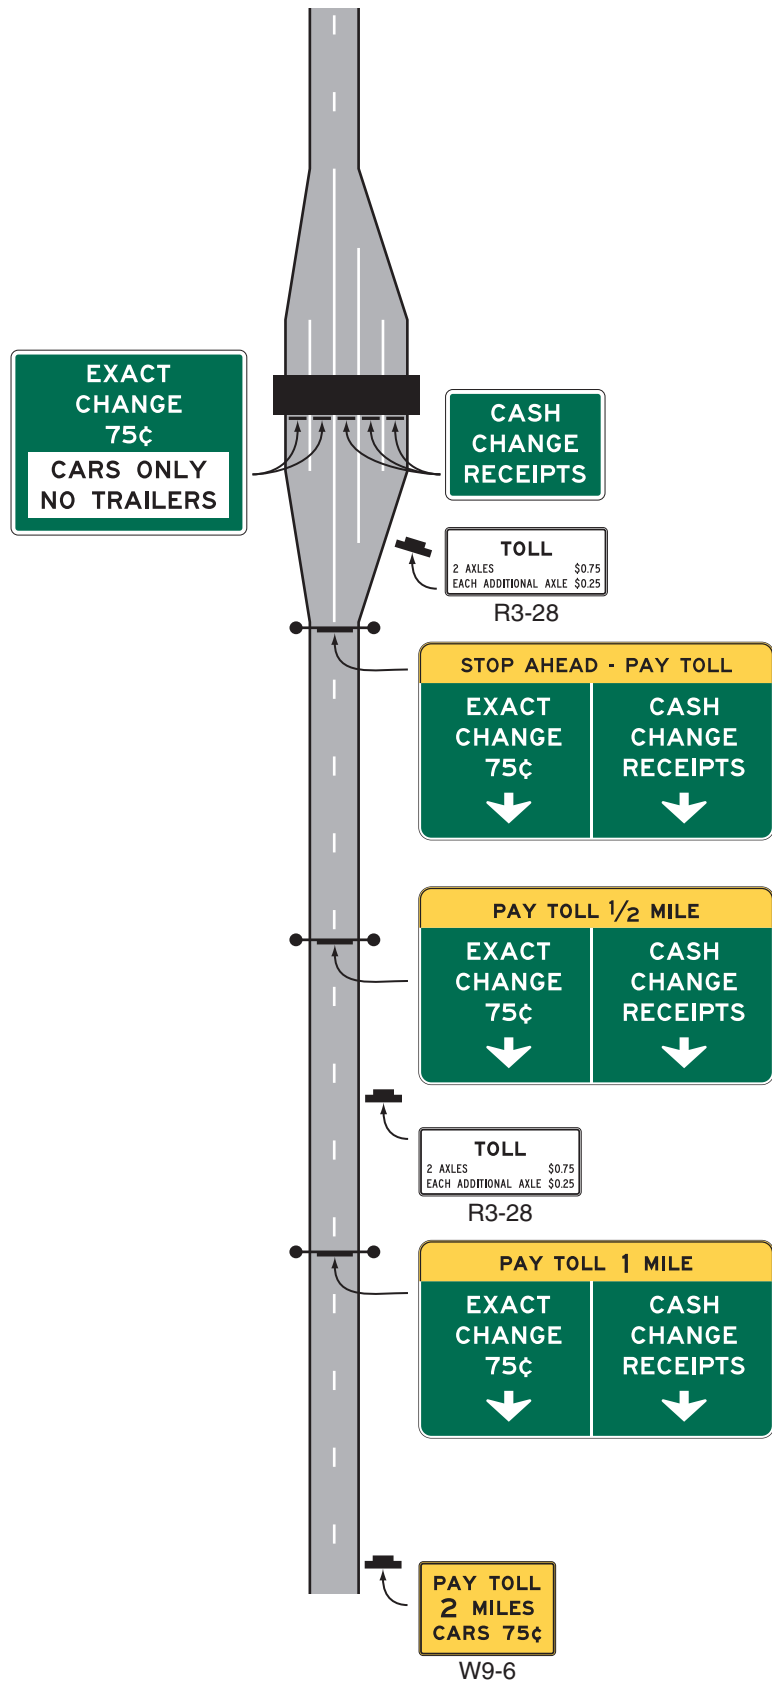 EXACT
CHANGE
75¢
CARS ONLY
NO TRAILERS
CASH
CHANGE
RECEIPTS
TOLL
2 AXLES $0.75
EACH ADDITIONAL AXLE $0.25
R3-28
STOP AHEAD - PAY TOLL
EXACT
CHANGE
75¢
CASH
CHANGE
RECEIPTS
PAY TOLL 1/2 MILE
EXACT
CHANGE
75¢
CASH
CHANGE
RECEIPTS
TOLL
2 AXLES $0.75
EACH ADDITIONAL AXLE $0.25
R3-28
PAY TOLL 1 MILE
EXACT
CHANGE
75¢
CASH
CHANGE
RECEIPTS
PAY TOLL
2 MILES
CARS 75¢
W9-6